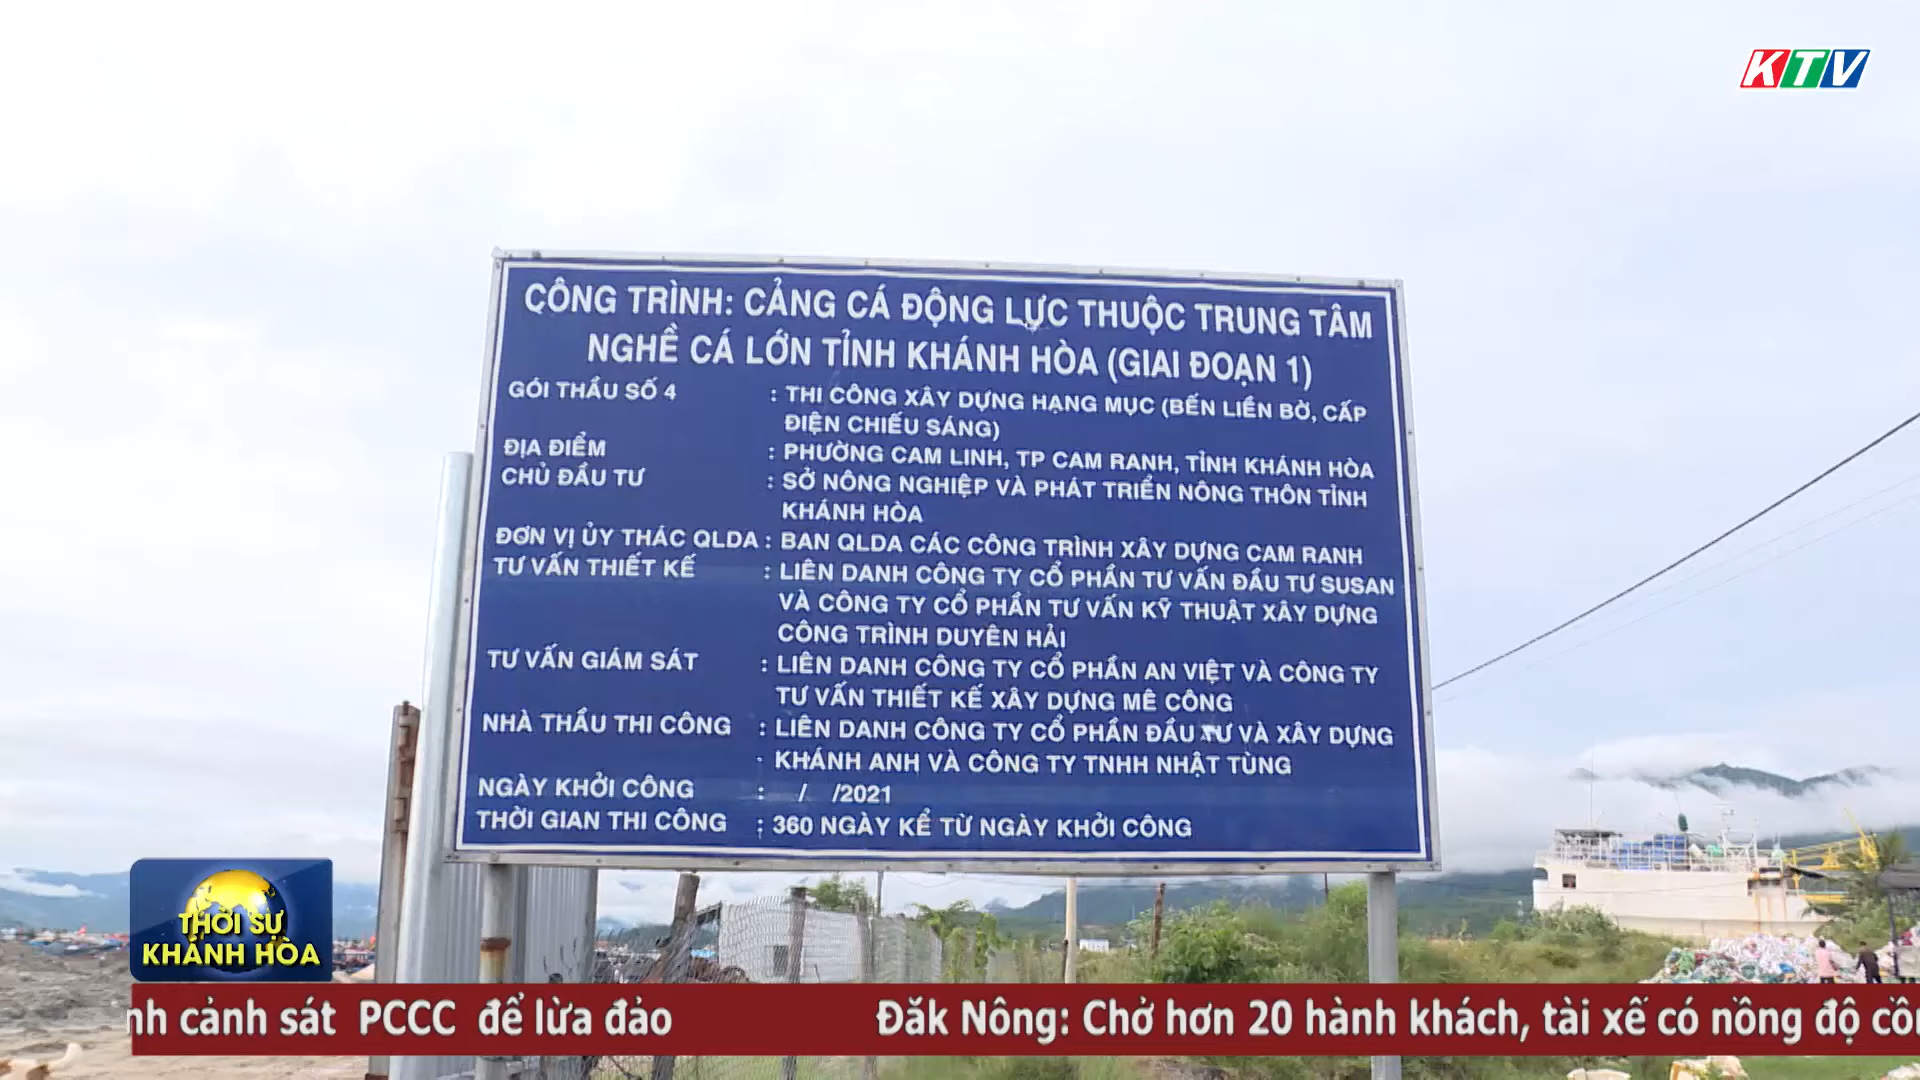 KTV
CÔNG TRÌNH: CẢNG CÁ ĐỘNG LỰC THUỘC TRUNG TÂM
NGHỀ CÁ LỚN TỈNH KHÁNH HÒA (GIAI ĐOẠN 1)
GÓI THẦU SỐ 4 : THI CÔNG XÂY DỰNG HẠNG MỤC (BẾN LIỀN BỜ, CẤP
ĐIỆN CHIẾU SÁNG)
ĐỊA ĐIỂM : PHƯỜNG CAM LINH, TP CAM RANH, TỈNH KHÁNH HÒA
CHỦ ĐẦU TƯ : SỞ NÔNG NGHIỆP VÀ PHÁT TRIỂN NÔNG THÔN TỈNH
KHÁNH HÒA
ĐƠN VỊ ỦY THÁC QLDA : BAN QLDA CÁC CÔNG TRÌNH XÂY DỰNG CAM RANH
TƯ VẤN THIẾT KẾ : LIÊN DANH CÔNG TY CỔ PHẦN TƯ VẤN ĐẦU TƯ SUSAN
VÀ CÔNG TY CỔ PHẦN TƯ VẤN KỸ THUẬT XÂY DỰNG
CÔNG TRÌNH DUYÊN HẢI
TƯ VẤN GIÁM SÁT : LIÊN DANH CÔNG TY CỔ PHẦN AN VIỆT VÀ CÔNG TY
TƯ VẤN THIẾT KẾ XÂY DỰNG MÊ CÔNG
NHÀ THẦU THI CÔNG : LIÊN DANH CÔNG TY CỔ PHẦN ĐẦU TƯ VÀ XÂY DỰNG
KHÁNH ANH VÀ CÔNG TY TNHH NHẬT TÙNG
NGÀY KHỞI CÔNG : / /2021
THỜI GIAN THI CÔNG : 360 NGÀY KỂ TỪ NGÀY KHỞI CÔNG
THỜI SỰ
KHÁNH HÒA
nh cảnh sát PCCC để lừa đảo Đăk Nông: Chở hơn 20 hành khách, tài xế có nồng độ cồn